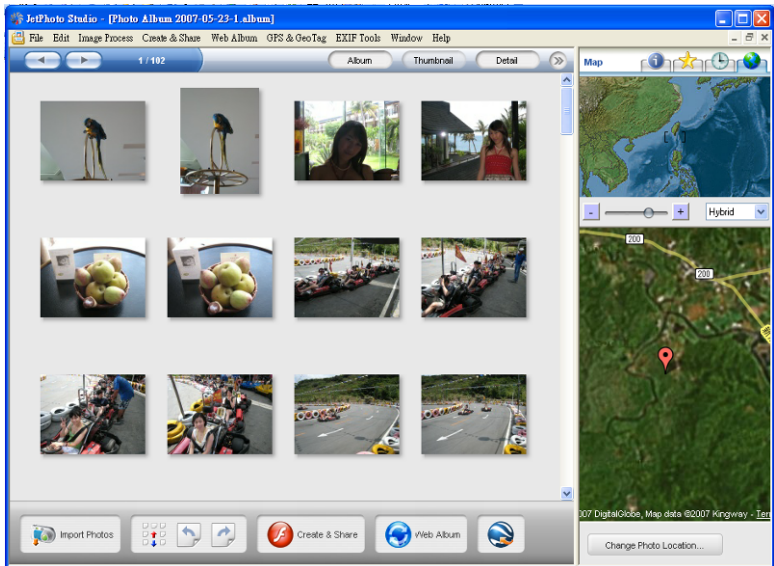 JetPhoto Studio - [Photo Album 2007-05-23-1.album]
File Edit Image Process Create & Share Web Album GPS & GeoTag EXIF Tools Window Help
1 / 102 Album Thumbnail Detail
Map
- + Hybrid
200
200
007 DigitalGlobe, Map data ©2007 Kingway - Ter
Import Photos Create & Share Web Album
Change Photo Location...